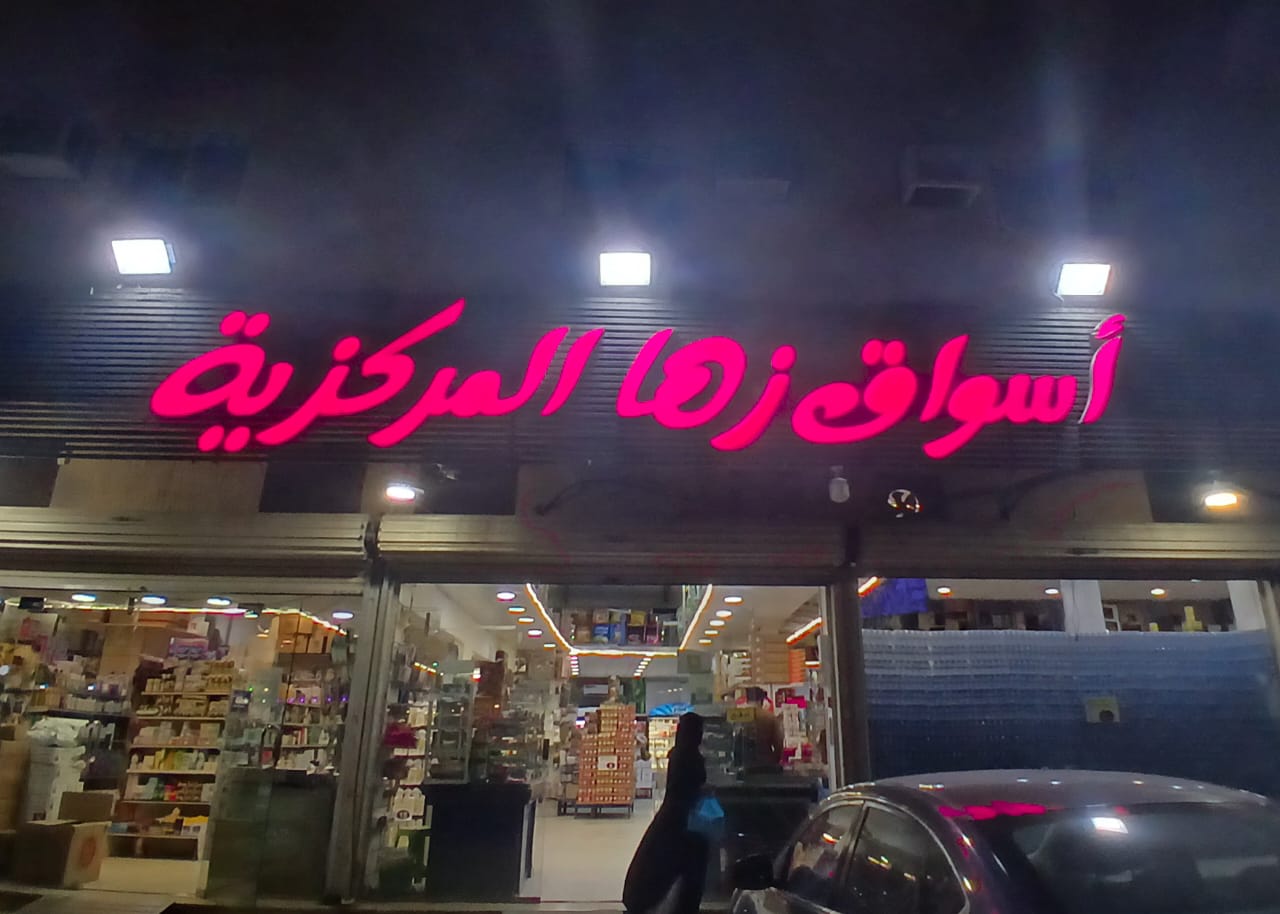 أسواق زها المركزية